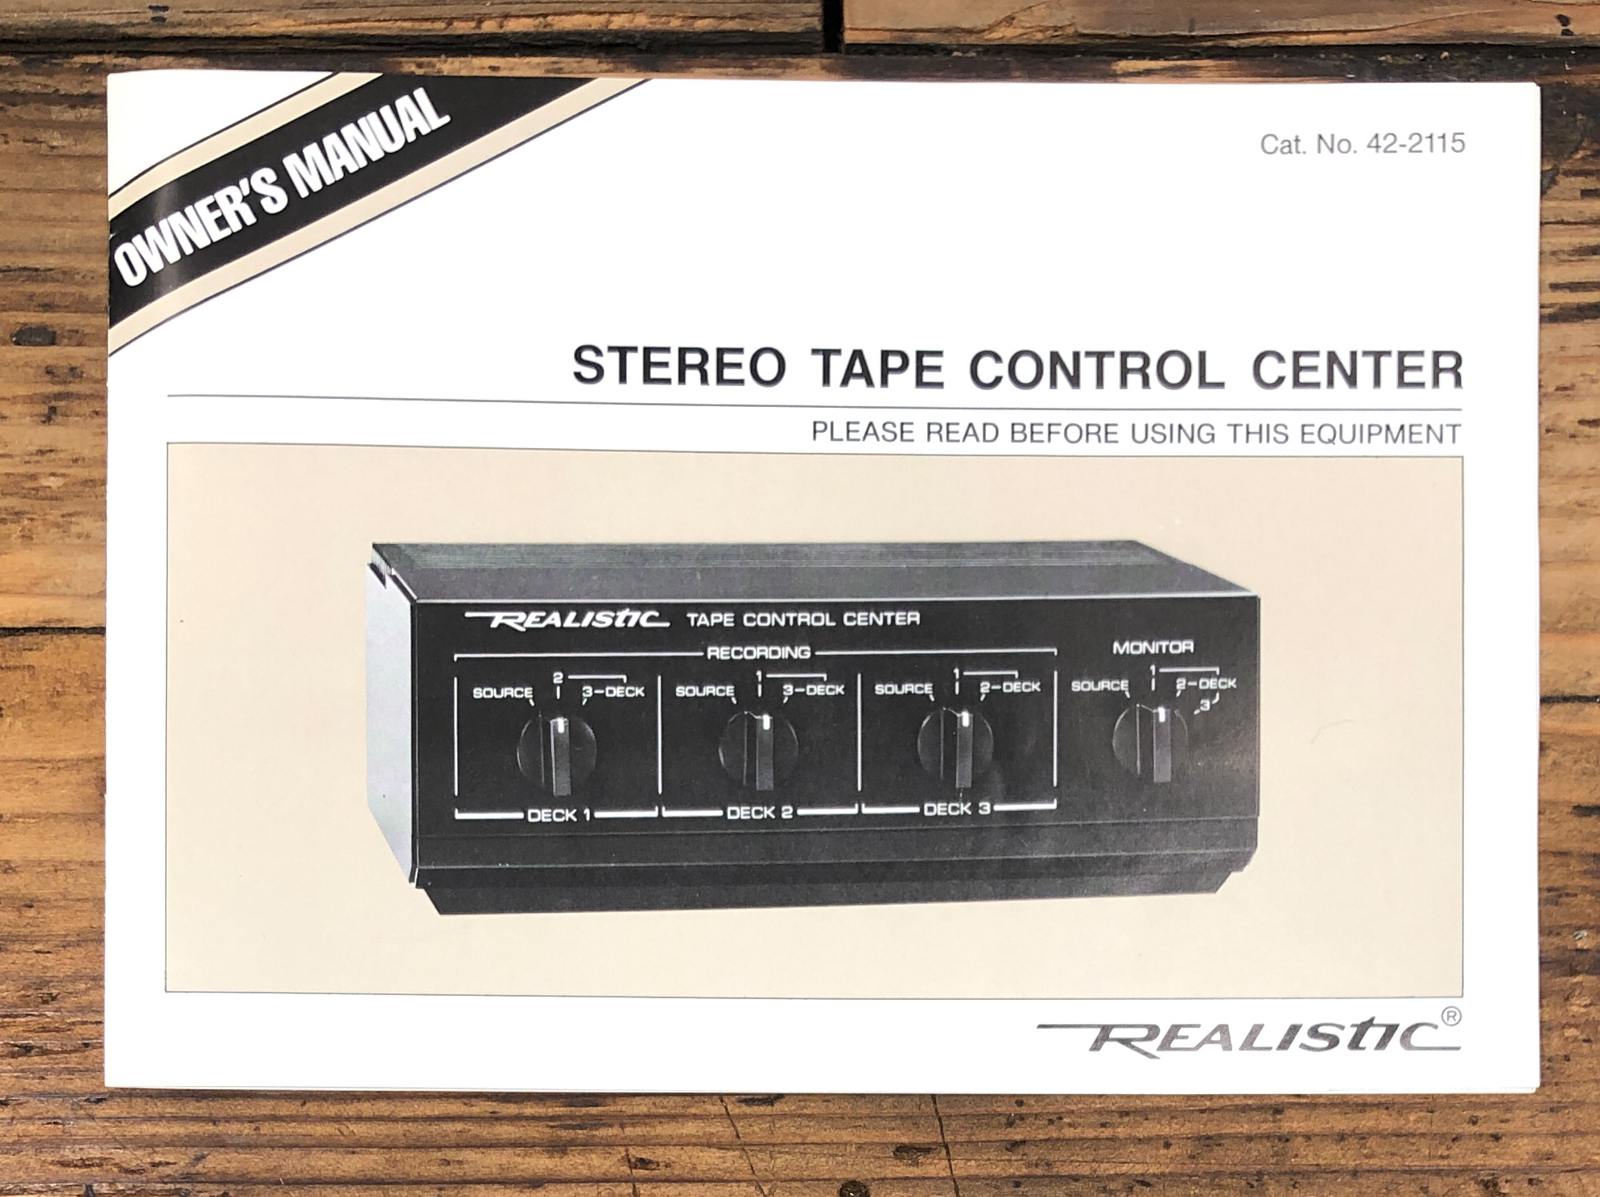 OWNER'S MANUAL
Cat. No. 42-2115
STEREO TAPE CONTROL CENTER
PLEASE READ BEFORE USING THIS EQUIPMENT
REALISTIC TAPE CONTROL CENTER
RECORDING
MONITOR
SOURCE 2 3-DECK
SOURCE 1 3-DECK
SOURCE 1 2-DECK
SOURCE 1 2-DECK
3
DECK 1
DECK 2
DECK 3
REALISTIC®